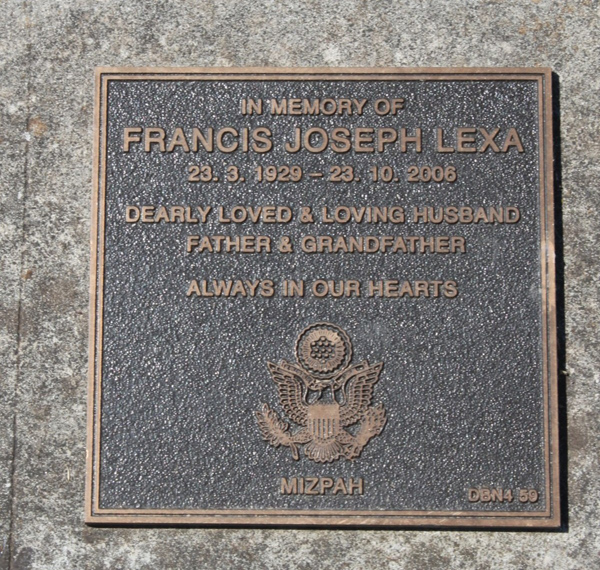 IN MEMORY OF
FRANCIS JOSEPH LEXA
23. 3. 1929 – 23. 10. 2006
DEARLY LOVED & LOVING HUSBAND
FATHER & GRANDFATHER
ALWAYS IN OUR HEARTS
MIZPAH
DBN4 59